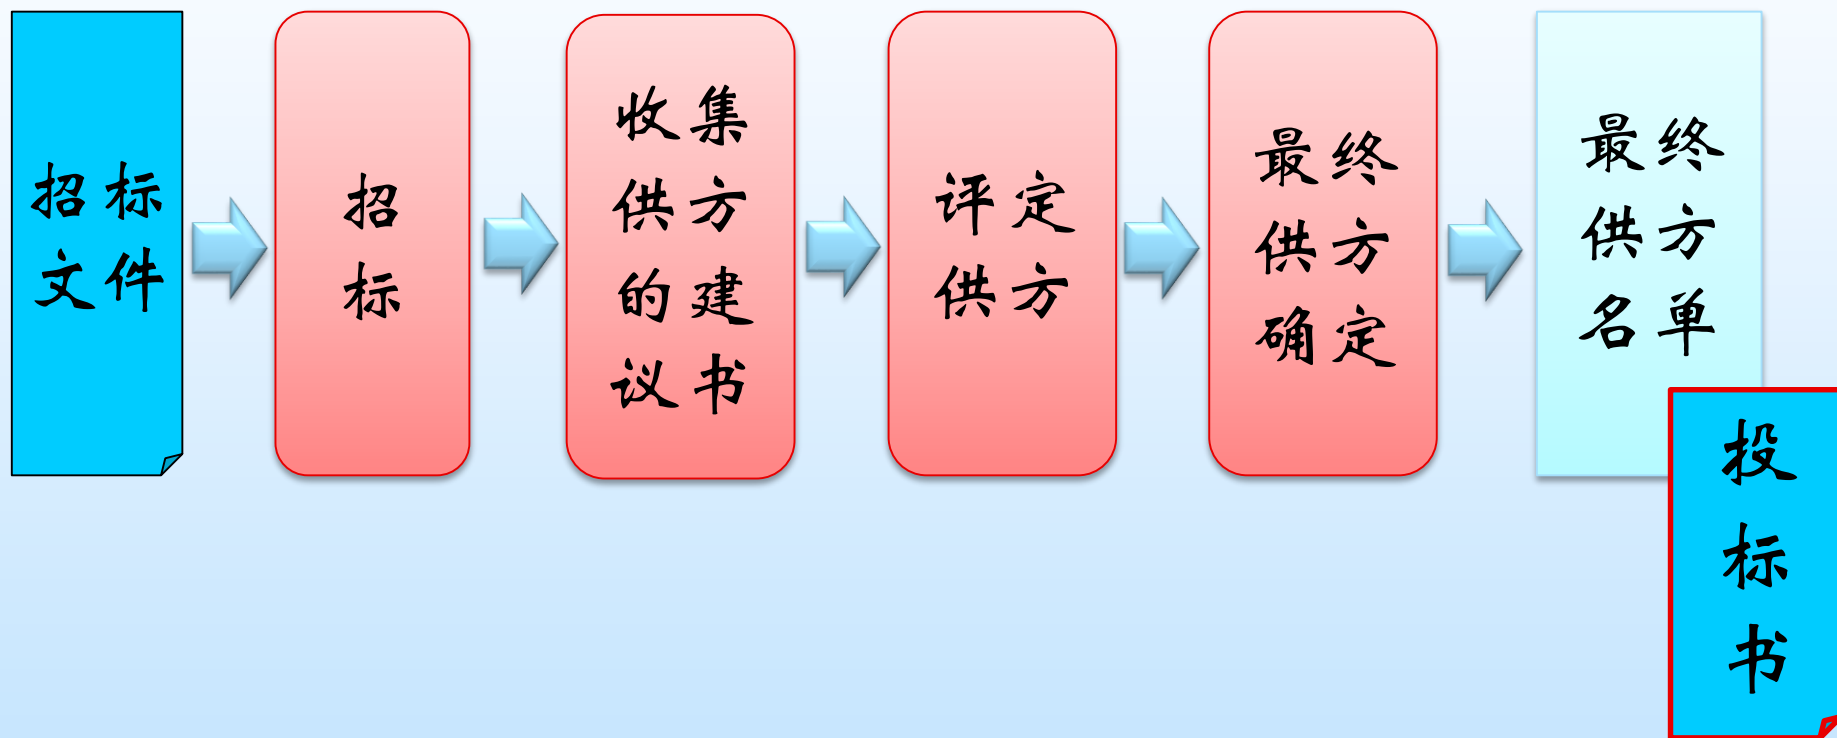 招标
文件
招
标
收集
供方
的建
议书
评定
供方
最终
供方
确定
最终
供方
名单
投
标
书